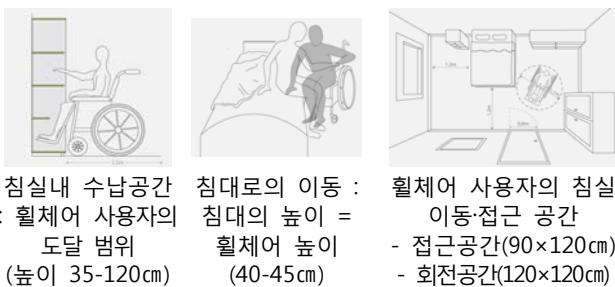 침실내 수납공간
: 휠체어 사용자의
도달 범위
(높이 35-120㎝)
침대로의 이동 :
침대의 높이 =
휠체어 높이
(40-45㎝)
1.2m
휠체어 사용자의 침실
이동·접근 공간
- 접근공간(90×120㎝)
- 회전공간(120×120㎝)